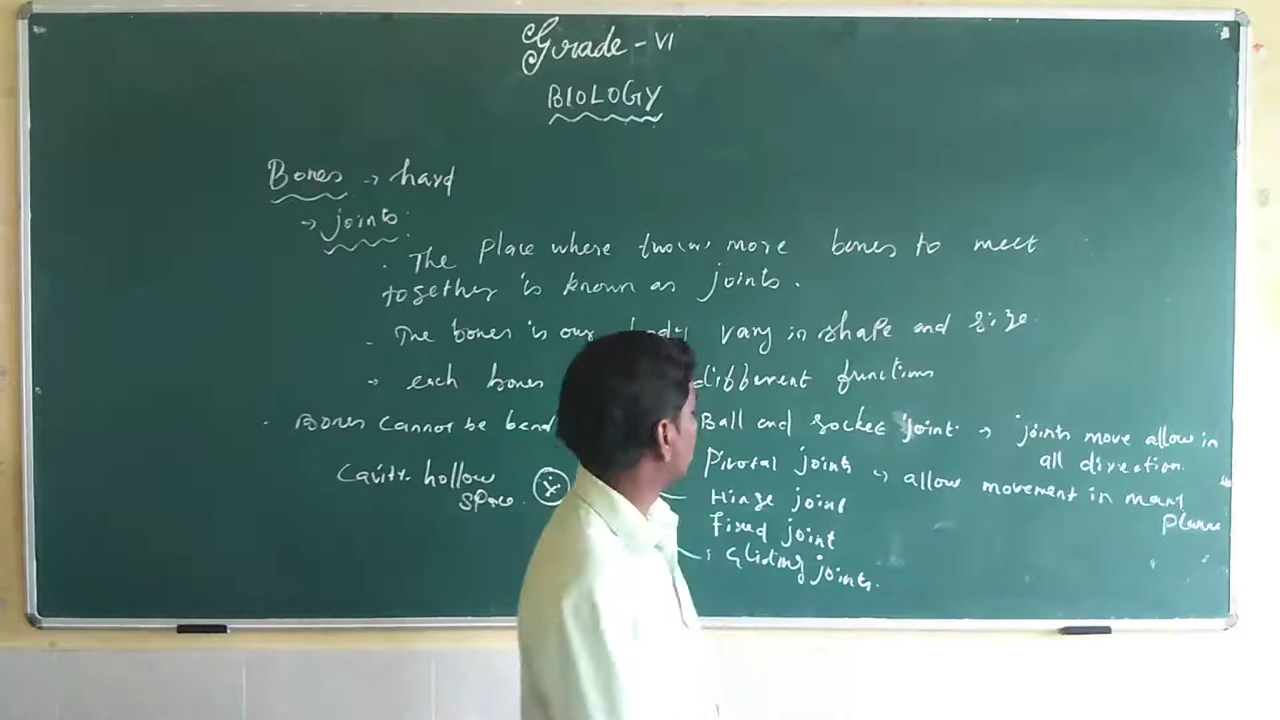 Grade - VI
BIOLOGY
Bones → hard
→ joints:
. The place where two (or) more bones to meet
together is known as joints.
. The bones is our body vary in shape and size.
→ each bones different functions
. Bones cannot be bend Ball and socket joint → joints move allow in
all direction.
Cavity - hollow
space.
Pivotal joint → allow movement in many
plane
Hinge joint
Fixed joint
: Gliding joints.